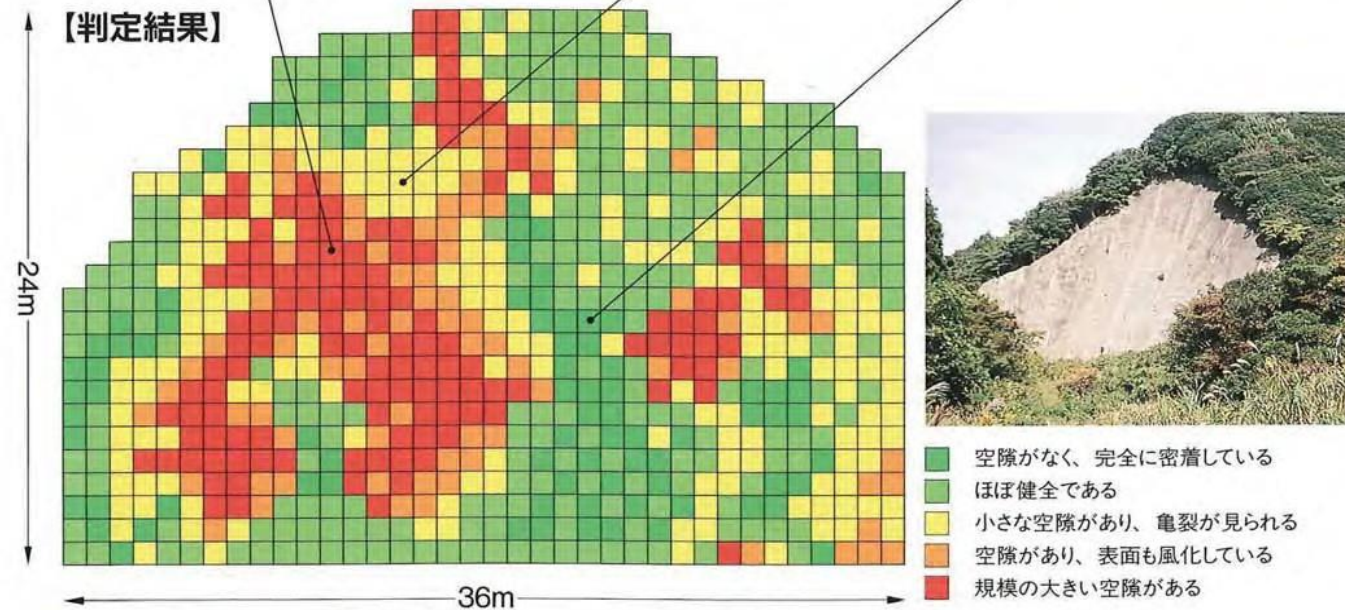 【判定結果】
24m
36m
空隙がなく、完全に密着している
ほぼ健全である
小さな空隙があり、亀裂が見られる
空隙があり、表面も風化している
規模の大きい空隙がある